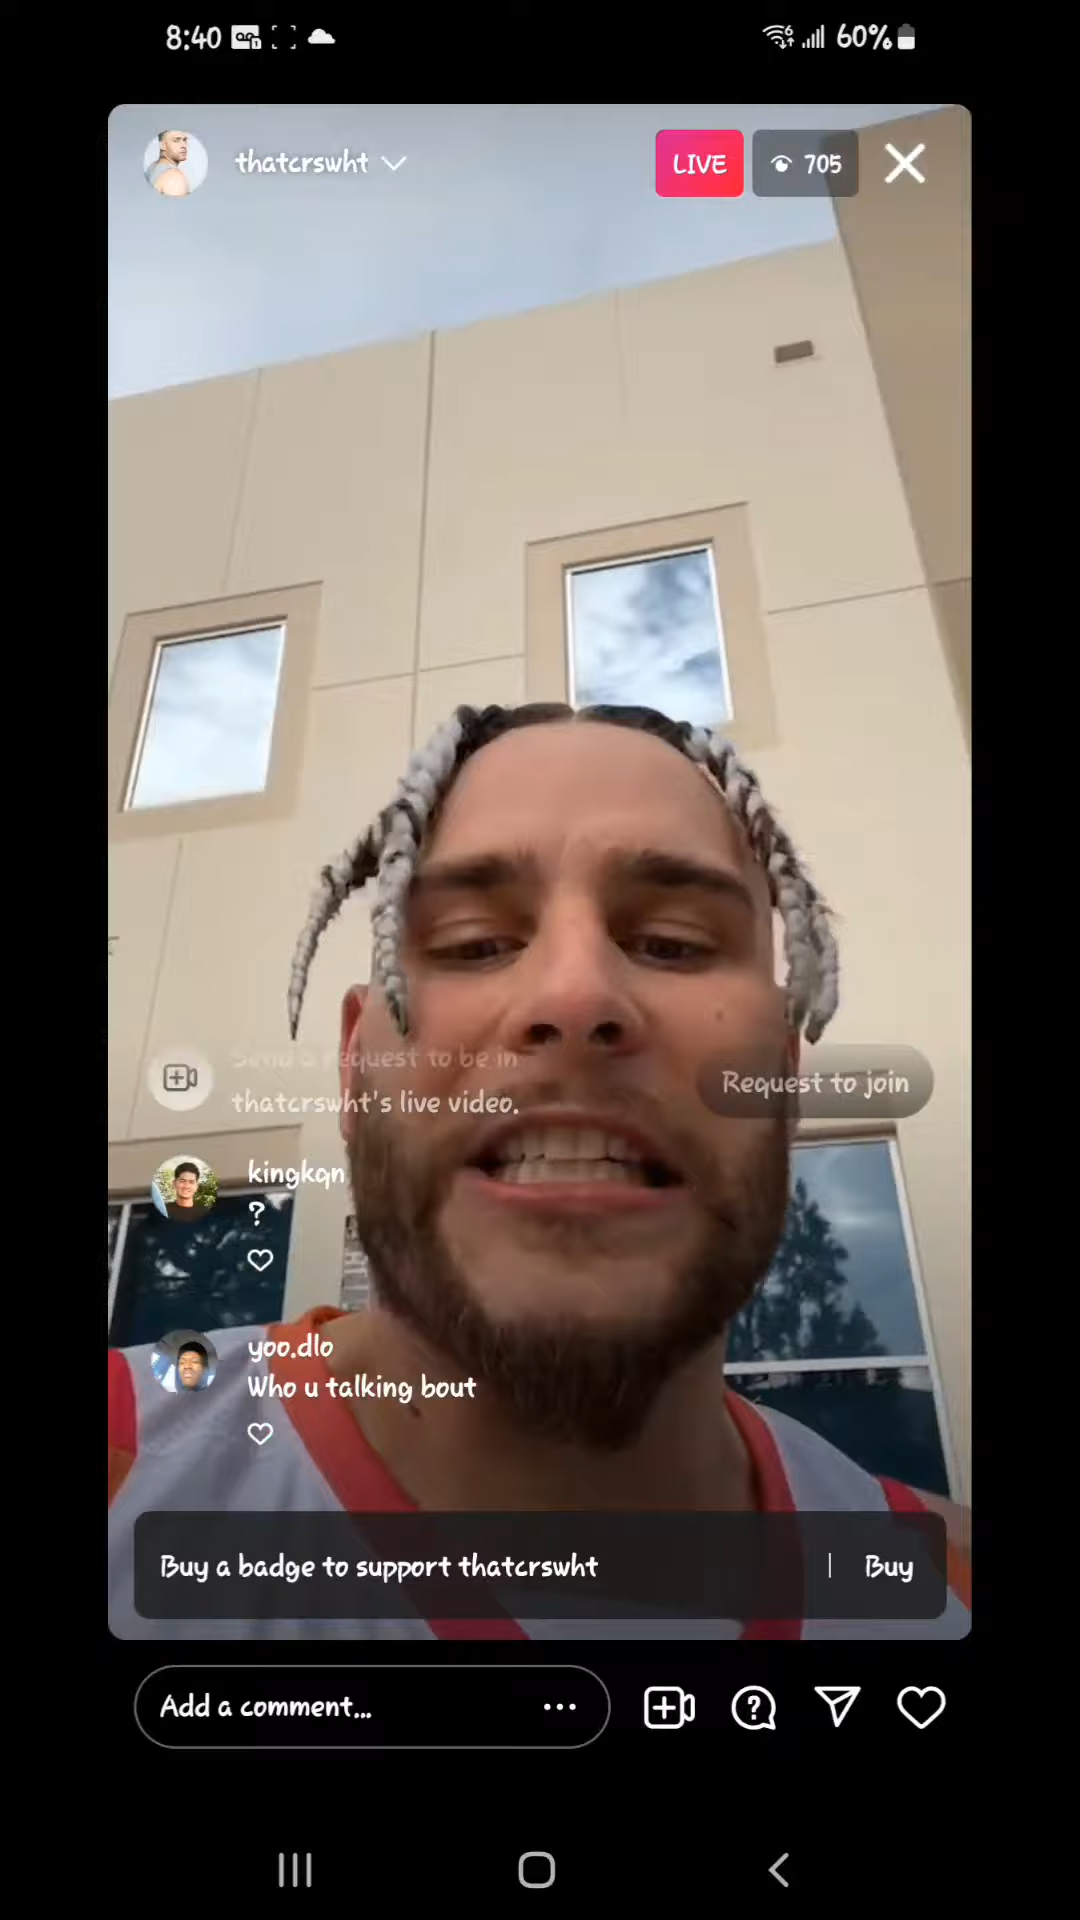 8:40
60%
thatcrswht
LIVE
705
Send a request to be in
thatcrswht's live video.
Request to join
kingkqn
?
yoo.dlo
Who u talking bout
Buy a badge to support thatcrswht | Buy
Add a comment...